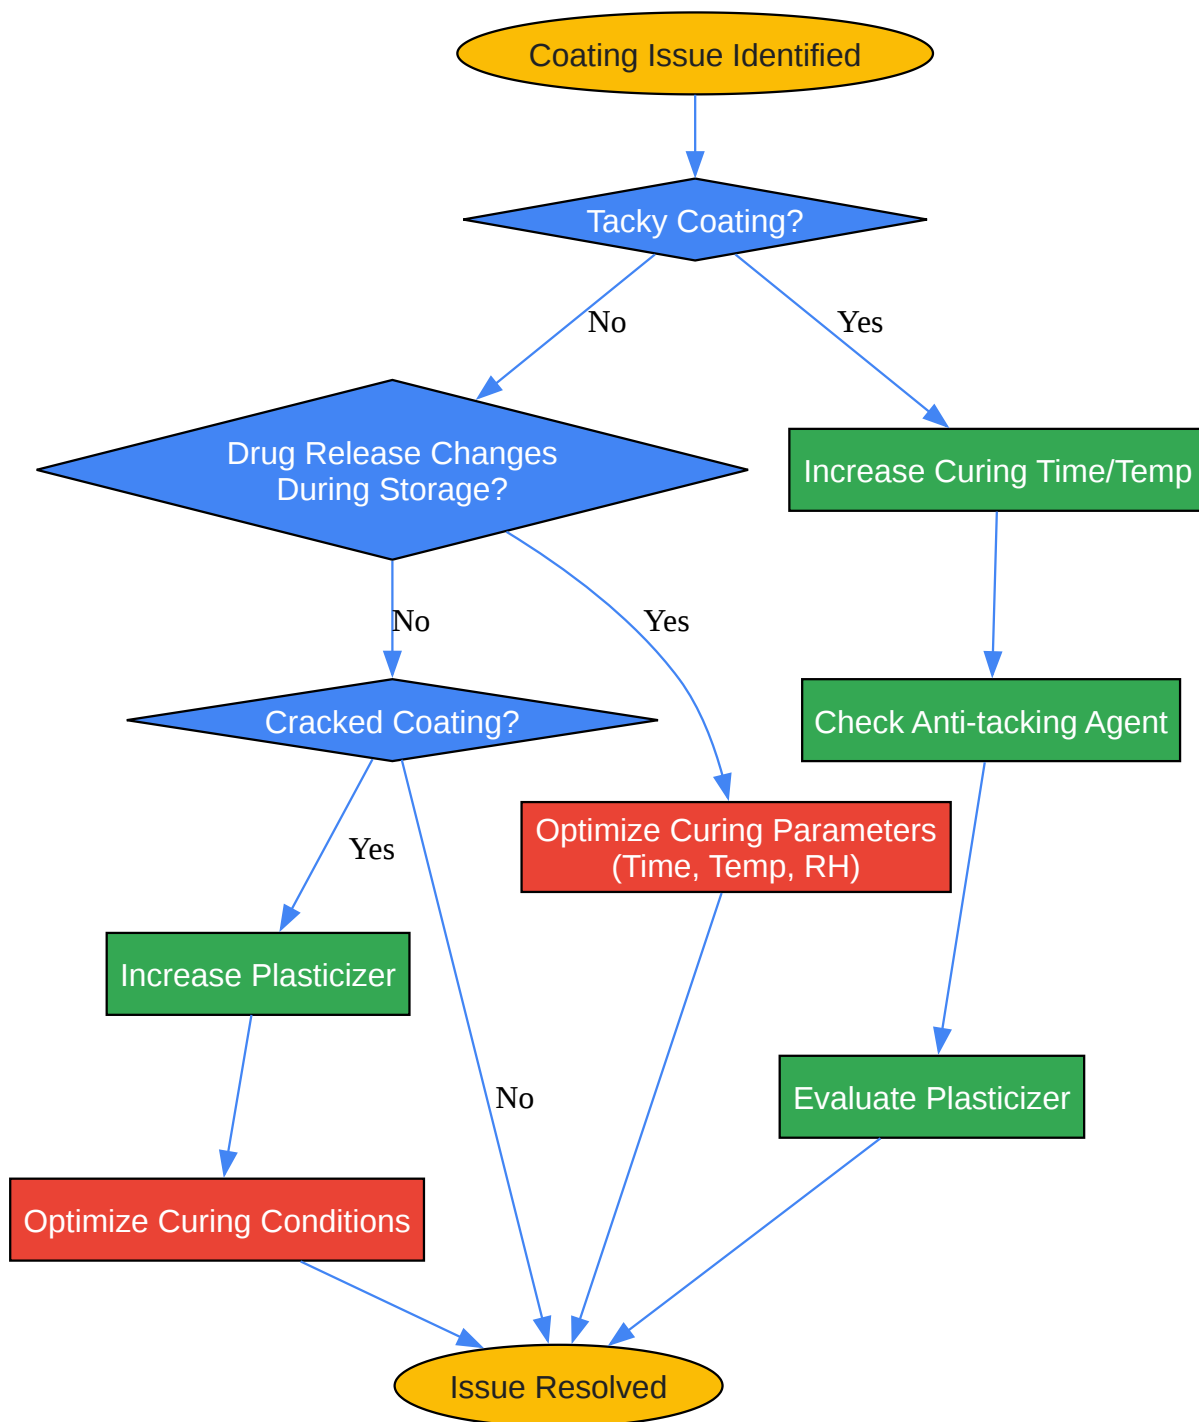 Coating Issue Identified
Tacky Coating?
No
Yes
Drug Release Changes
During Storage?
Increase Curing Time/Temp
No
Yes
Cracked Coating?
Check Anti-tacking Agent
Optimize Curing Parameters
(Time, Temp, RH)
Yes
Increase Plasticizer
No
Evaluate Plasticizer
Optimize Curing Conditions
Issue Resolved